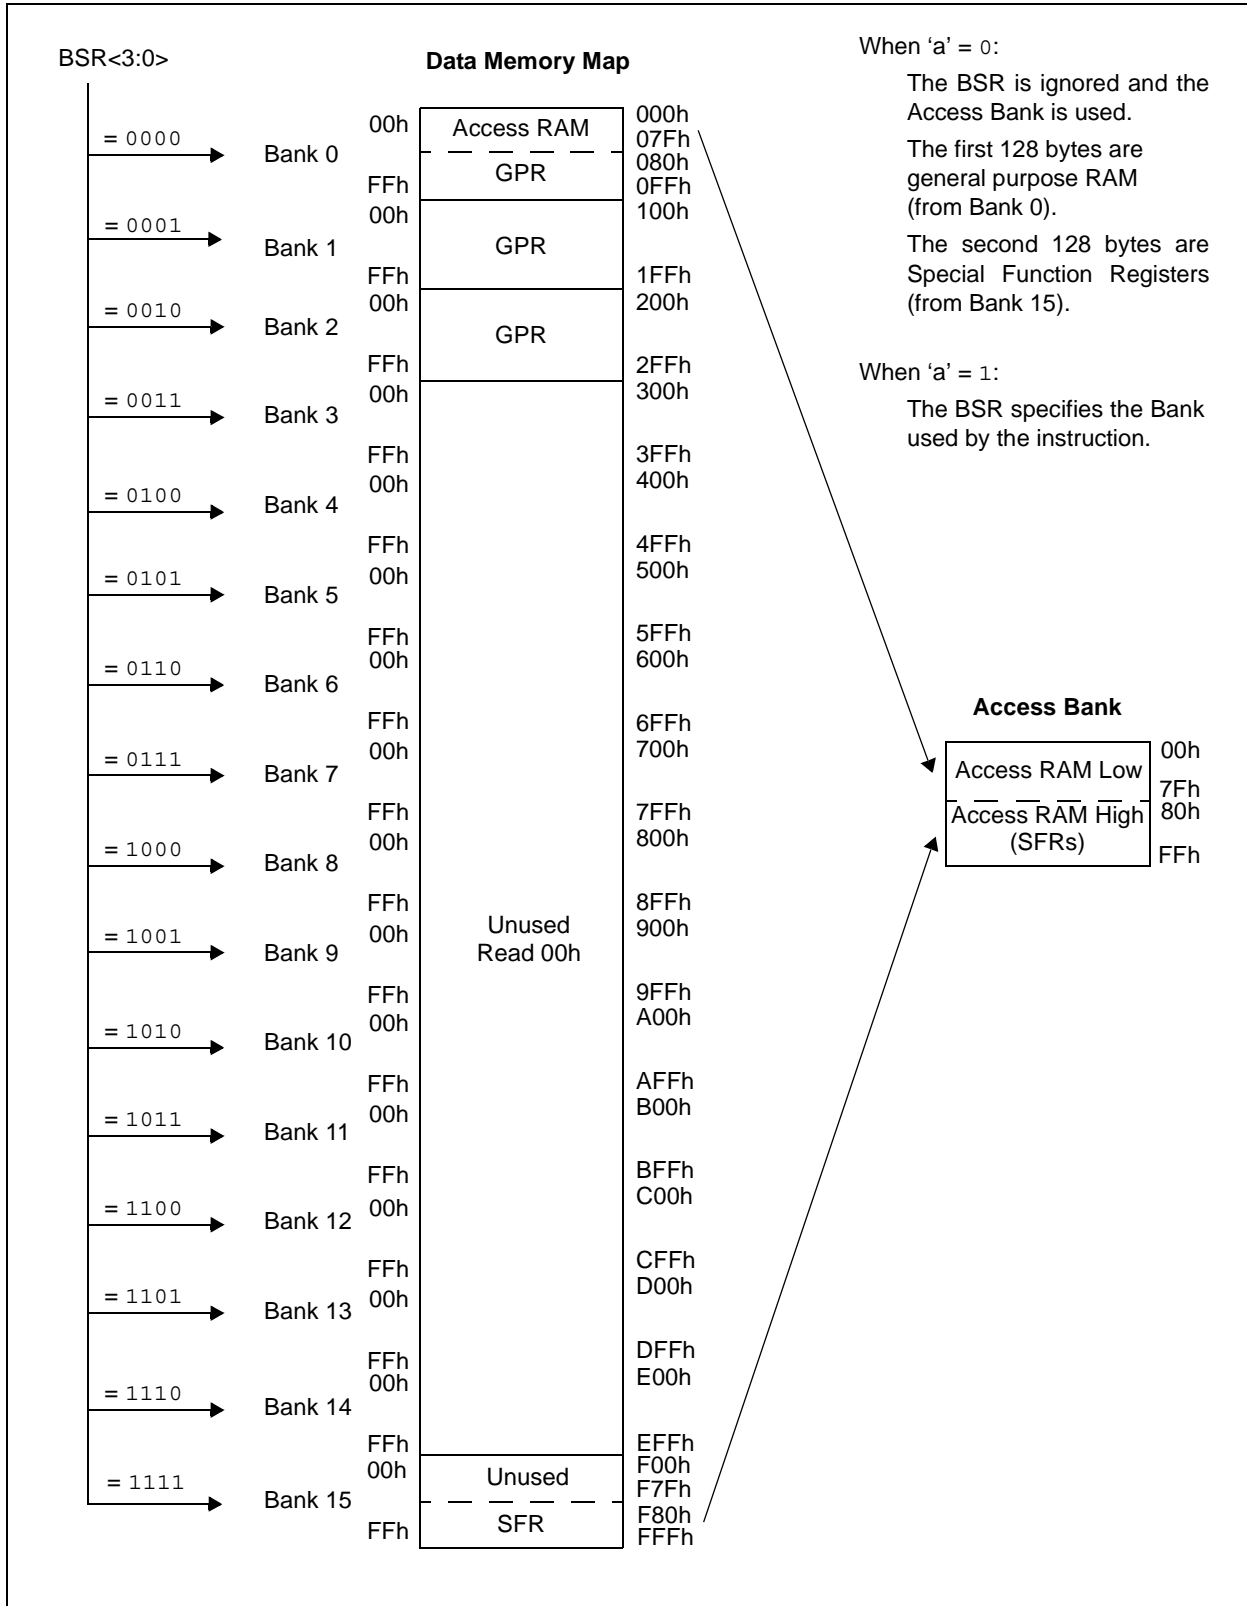 BSR<3:0>
Data Memory Map
When ‘a’ = 0:
The BSR is ignored and the
Access Bank is used.
The first 128 bytes are
general purpose RAM
(from Bank 0).
The second 128 bytes are
Special Function Registers
(from Bank 15).
When ‘a’ = 1:
The BSR specifies the Bank
used by the instruction.
= 0000
Bank 0
00h
FFh
Access RAM
GPR
000h
07Fh
080h
0FFh
= 0001
Bank 1
00h
FFh
GPR
100h
1FFh
= 0010
Bank 2
00h
FFh
GPR
200h
2FFh
= 0011
Bank 3
00h
FFh
300h
3FFh
= 0100
Bank 4
00h
FFh
400h
4FFh
= 0101
Bank 5
00h
FFh
500h
5FFh
= 0110
Bank 6
00h
FFh
600h
6FFh
= 0111
Bank 7
00h
FFh
700h
7FFh
= 1000
Bank 8
00h
FFh
800h
8FFh
= 1001
Bank 9
00h
FFh
Unused
Read 00h
900h
9FFh
= 1010
Bank 10
00h
FFh
A00h
AFFh
= 1011
Bank 11
00h
FFh
B00h
BFFh
= 1100
Bank 12
00h
FFh
C00h
CFFh
= 1101
Bank 13
00h
FFh
D00h
DFFh
= 1110
Bank 14
00h
FFh
E00h
EFFh
= 1111
Bank 15
00h
FFh
Unused
SFR
F00h
F7Fh
F80h
FFFh
Access Bank
Access RAM Low
Access RAM High
(SFRs)
00h
7Fh
80h
FFh